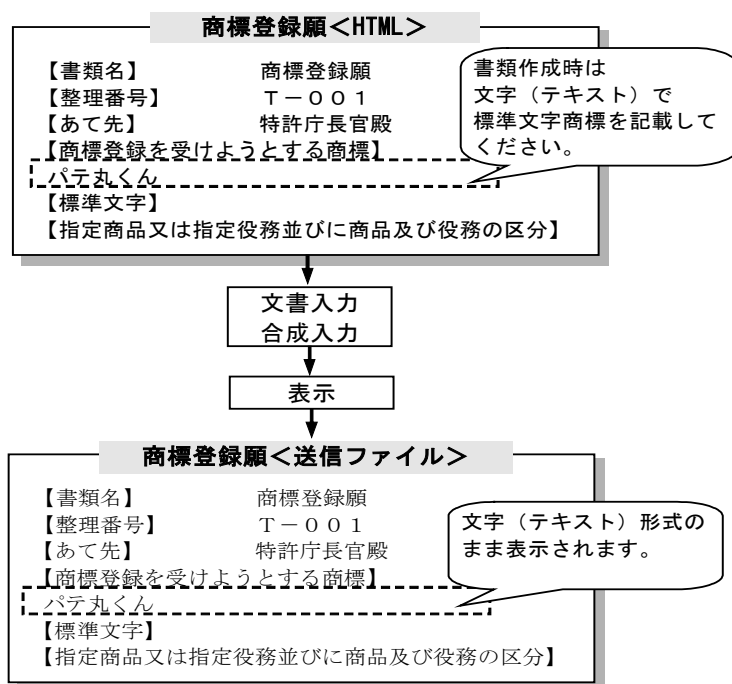 商標登録願＜HTML＞
【書類名】　　　　　商標登録願
【整理番号】　　　　Ｔ－００１
【あて先】　　　　　特許庁長官殿
【商標登録を受けようとする商標】
パテ丸くん
【標準文字】
【指定商品又は指定役務並びに商品及び役務の区分】
書類作成時は
文字（テキスト）で
標準文字商標を記載して
ください。
文書入力
合成入力
表示
商標登録願＜送信ファイル＞
【書類名】　　　　　商標登録願
【整理番号】　　　　Ｔ－００１
【あて先】　　　　　特許庁長官殿
【商標登録を受けようとする商標】
パテ丸くん
【標準文字】
【指定商品又は指定役務並びに商品及び役務の区分】
文字（テキスト）形式の
まま表示されます。